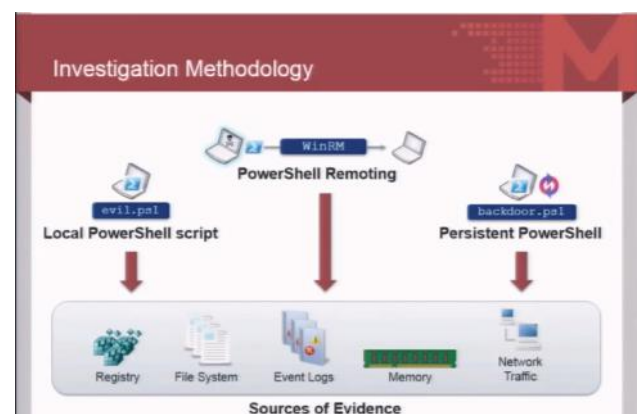 Investigation Methodology
WinRM
PowerShell Remoting
evil.ps1
Local PowerShell script
backdoor.ps1
Persistent PowerShell
Registry
File System
Event Logs
Memory
Network
Traffic
Sources of Evidence